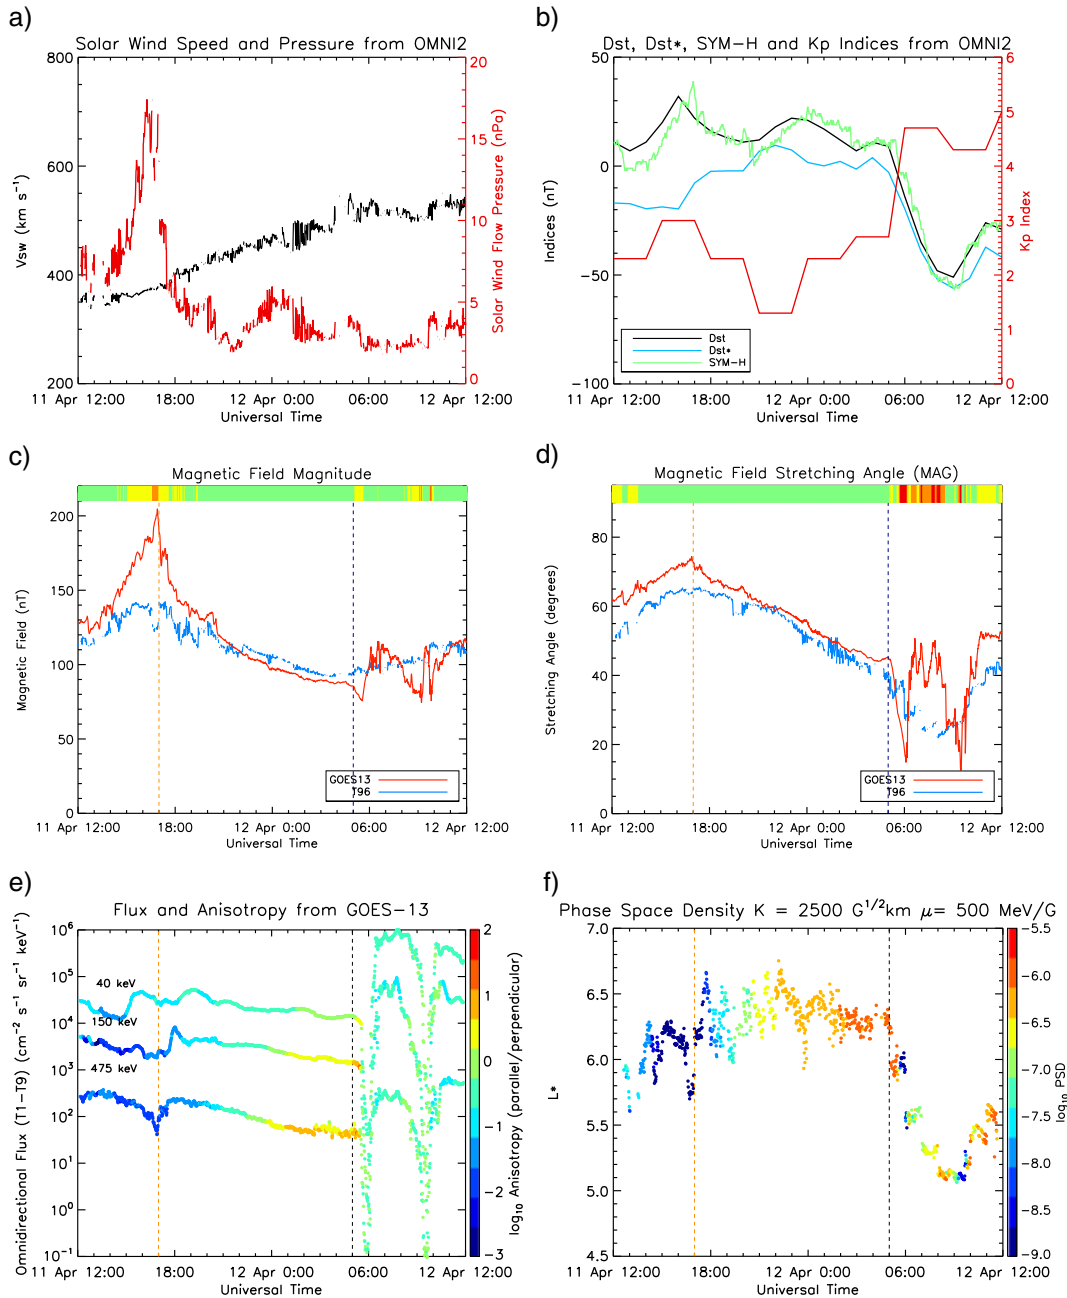 a)
Solar Wind Speed and Pressure from OMNI2
800
600
400
200
Vsw (km s⁻¹)
20
15
10
5
0
Solar Wind Flow Pressure (nPa)
11 Apr 12:00 18:00 12 Apr 0:00 06:00 12 Apr 12:00
Universal Time
b)
Dst, Dst*, SYM-H and Kp Indices from OMNI2
50
0
-50
-100
Indices (nT)
6
5
4
3
2
1
0
Kp Index
Dst
Dst*
SYM-H
11 Apr 12:00 18:00 12 Apr 0:00 06:00 12 Apr 12:00
Universal Time
c)
Magnetic Field Magnitude
200
150
100
50
0
Magnetic Field (nT)
GOES13
T96
11 Apr 12:00 18:00 12 Apr 0:00 06:00 12 Apr 12:00
Universal Time
d)
Magnetic Field Stretching Angle (MAG)
80
60
40
20
0
Stretching Angle (degrees)
GOES13
T96
11 Apr 12:00 18:00 12 Apr 0:00 06:00 12 Apr 12:00
Universal Time
e)
Flux and Anisotropy from GOES-13
10⁶
10⁵
10⁴
10³
10²
10¹
10⁰
10⁻¹
Omnidirectional Flux (T1-T9) (cm⁻² s⁻¹ sr⁻¹ keV⁻¹)
40 keV
150 keV
475 keV
2
1
0
-1
-2
-3
log₁₀ Anisotropy (parallel/perpendicular)
11 Apr 12:00 18:00 12 Apr 0:00 06:00 12 Apr 12:00
Universal Time
f)
Phase Space Density K = 2500 G¹/²km μ= 500 MeV/G
7.0
6.5
6.0
5.5
5.0
4.5
L*
-5.5
-6.0
-6.5
-7.0
-7.5
-8.0
-8.5
-9.0
log₁₀ PSD
11 Apr 12:00 18:00 12 Apr 0:00 06:00 12 Apr 12:00
Universal Time